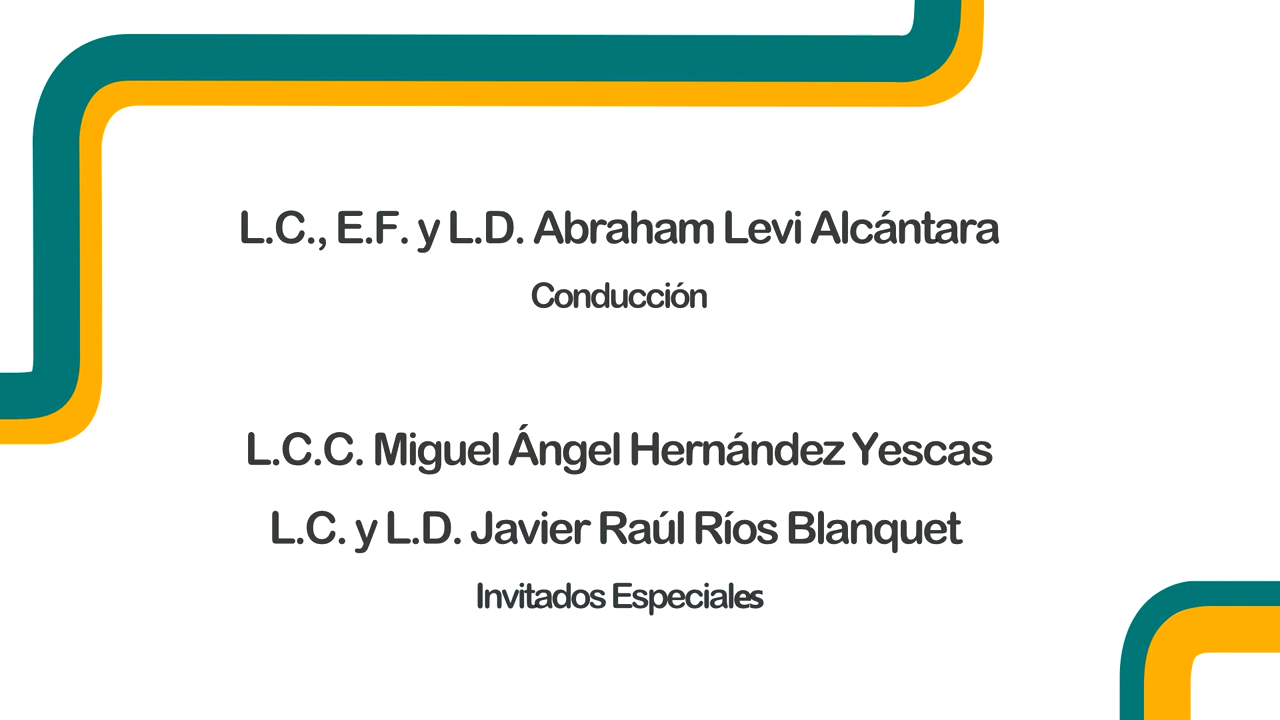 L.C., E.F. y L.D. Abraham Levi Alcántara
Conducción
L.C.C. Miguel Ángel Hernández Yescas
L.C. y L.D. Javier Raúl Ríos Blanquet
Invitados Especiales